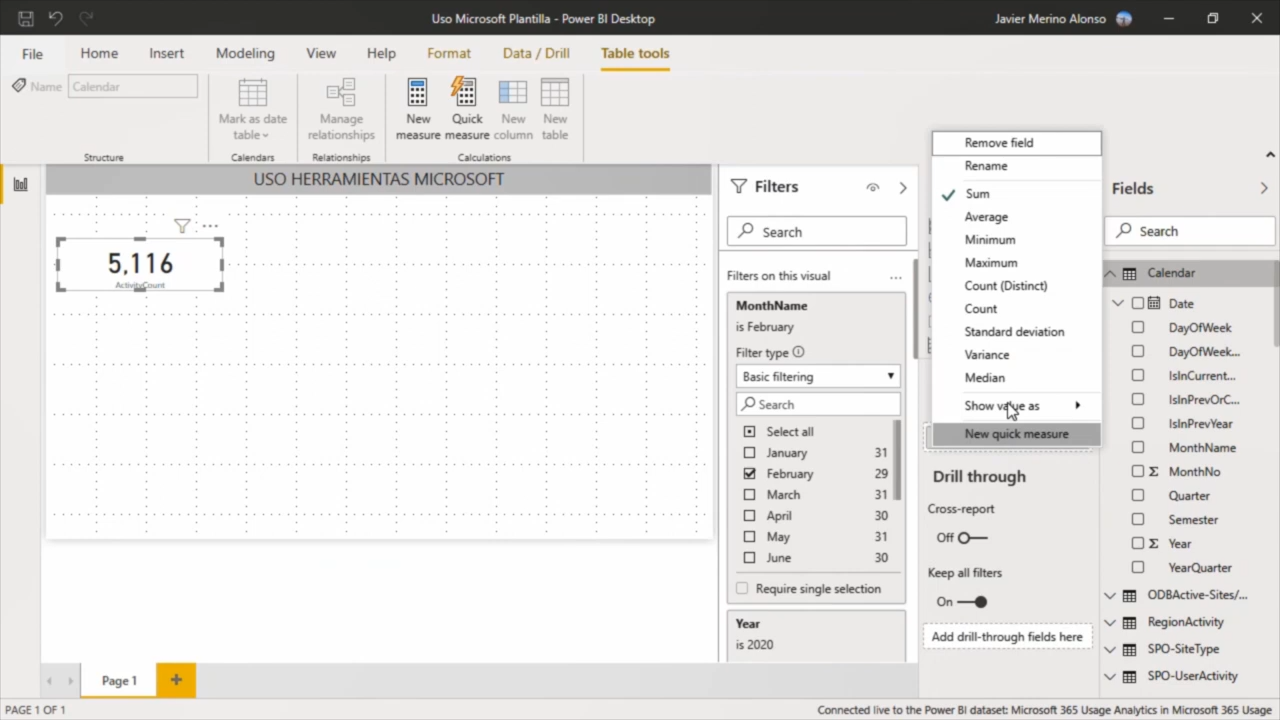 Uso Microsoft Plantilla - Power BI Desktop
Javier Merino Alonso
File
Home
Insert
Modeling
View
Help
Format
Data / Drill
Table tools
Name
Calendar
Mark as date
table
Manage
relationships
New
measure
Quick
measure
New
column
New
table
Structure
Calendars
Relationships
Calculations
USO HERRAMIENTAS MICROSOFT
5,116
ActivityCount
Filters
Search
Filters on this visual
MonthName
is February
Filter type
Basic filtering
Search
Select all
January 31
February 29
March 31
April 30
May 31
June 30
Require single selection
Year
is 2020
Remove field
Rename
Sum
Average
Minimum
Maximum
Count (Distinct)
Count
Standard deviation
Variance
Median
Show value as
New quick measure
Drill through
Cross-report
Off
Keep all filters
On
Add drill-through fields here
Fields
Search
Calendar
Date
DayOfWeek
DayOfWeek...
IsInCurrent...
IsInPrevOrC...
IsInPrevYear
MonthName
MonthNo
Quarter
Semester
Year
YearQuarter
ODBActive-Sites/...
RegionActivity
SPO-SiteType
SPO-UserActivity
Page 1
PAGE 1 OF 1
Connected live to the Power BI dataset: Microsoft 365 Usage Analytics in Microsoft 365 Usage